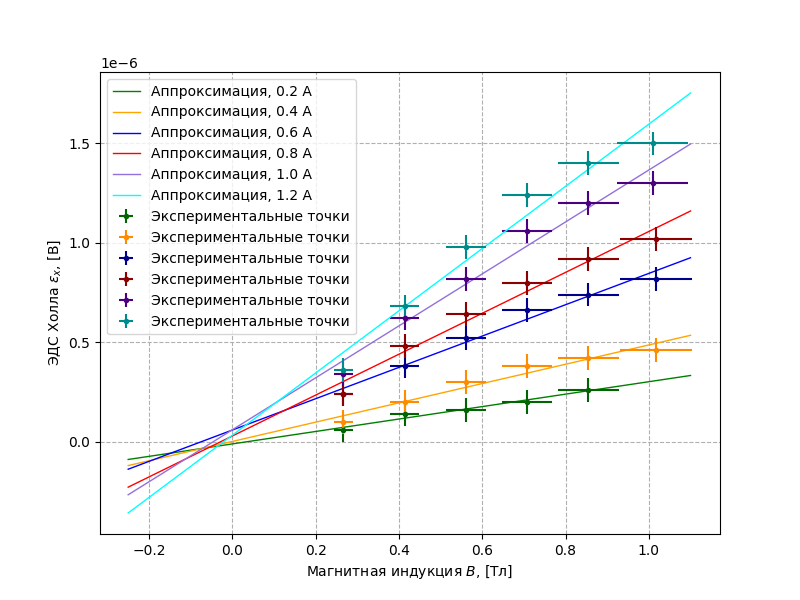 1e−6
Аппроксимация, 0.2 А
Аппроксимация, 0.4 А
Аппроксимация, 0.6 А
Аппроксимация, 0.8 А
Аппроксимация, 1.0 А
Аппроксимация, 1.2 А
Экспериментальные точки
Экспериментальные точки
Экспериментальные точки
Экспериментальные точки
Экспериментальные точки
Экспериментальные точки
1.5
1.0
0.5
0.0
ЭДС Холла εₓ, [В]
−0.2 0.0 0.2 0.4 0.6 0.8 1.0
Магнитная индукция B, [Тл]